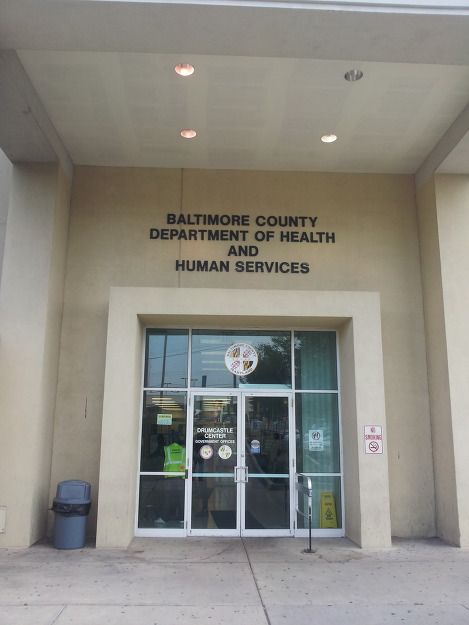 BALTIMORE COUNTY
DEPARTMENT OF HEALTH
AND
HUMAN SERVICES
DRUMCASTLE
CENTER
GOVERNMENT OFFICES
NO
SMOKING